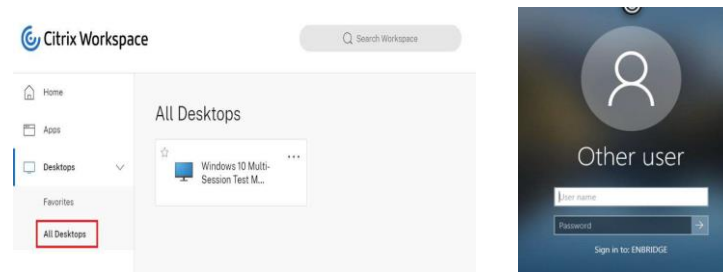 Citrix Workspace
Search Workspace
Home
Apps
All Desktops
Desktops
Windows 10 Multi-
Session Test M...
Favorites
All Desktops
Other user
User name
Password
Sign in to: ENBRIDGE